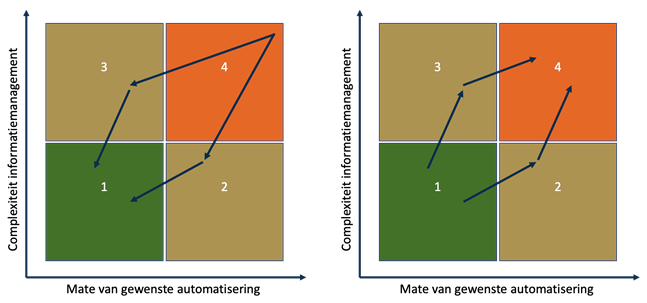 Complexiteit informatiemanagement
3
4
1
2
Mate van gewenste automatisering
Complexiteit informatiemanagement
3
4
1
2
Mate van gewenste automatisering